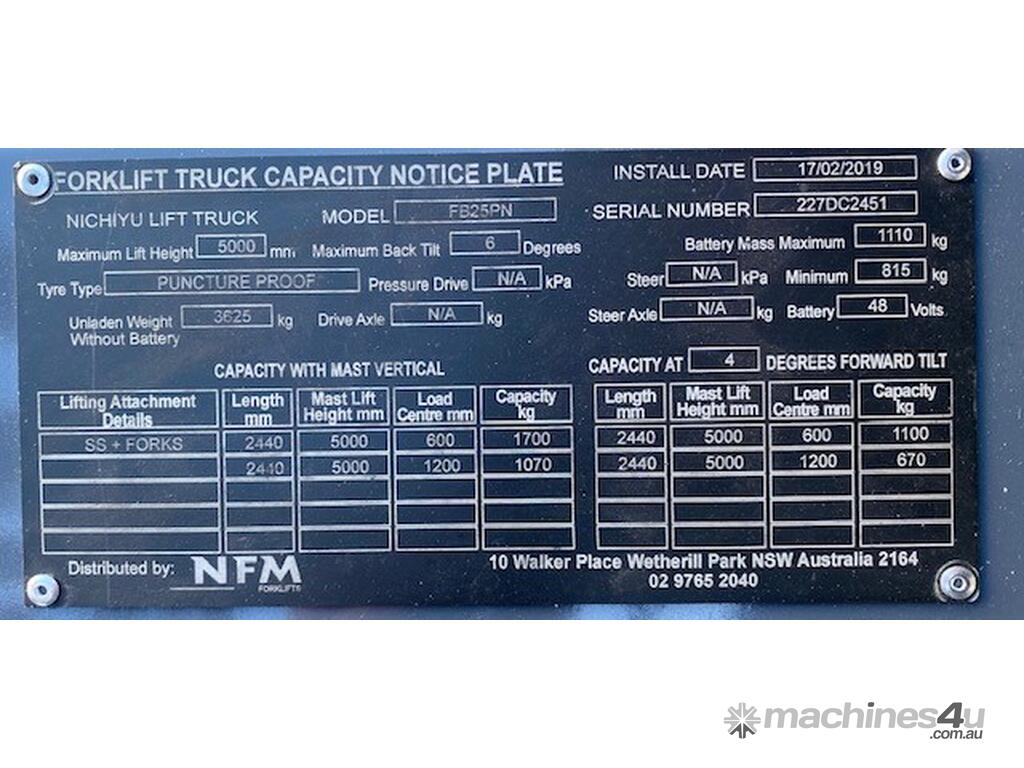 FORKLIFT TRUCK CAPACITY NOTICE PLATE INSTALL DATE 17/02/2019
NICHIYU LIFT TRUCK MODEL FB25PN SERIAL NUMBER 227DC2451
Maximum Lift Height 5000 mm Maximum Back Tilt 6 Degrees Battery Mass Maximum 1110 kg
Tyre Type PUNCTURE PROOF Pressure Drive N/A kPa Steer N/A kPa Minimum 815 kg
Unladen Weight 3625 kg Drive Axle N/A kg Steer Axle N/A kg Battery 48 Volts
Without Battery
CAPACITY WITH MAST VERTICAL CAPACITY AT 4 DEGREES FORWARD TILT
Lifting Attachment Length Mast Lift Load Capacity Length Mast Lift Load Capacity
Details mm Height mm Centre mm kg mm Height mm Centre mm kg
SS + FORKS 2440 5000 600 1700 2440 5000 600 1100
2440 5000 1200 1070 2440 5000 1200 670
Distributed by: NFM FORKLIFTS 10 Walker Place Wetherill Park NSW Australia 2164
02 9765 2040
machines4u
.com.au